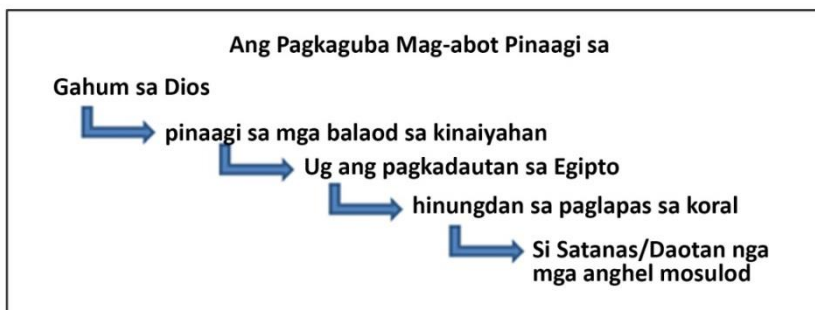 Ang Pagkaguba Mag-abot Pinaagi sa
Gahum sa Dios
pinaagi sa mga balaod sa kinaiyahan
Ug ang pagkadautan sa Egipto
hinungdan sa paglapas sa koral
Si Satanas/Daotan nga
mga anghel mosulod